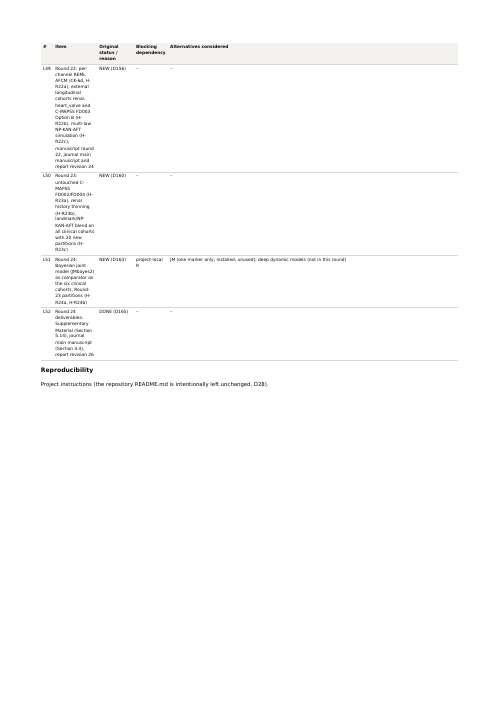 # Item Original status / reason Blocking dependency Alternatives considered
L49 Round 22: per- NEW (D156) – –
channel REML
AFCM (CK-6d, H-
R22a), external
longitudinal
cohorts renal,
heart_valve and
C-MAPSS FD003
Option B (H-
R22b), multi-law
NP-KAN-AFT
simulation (H-
R22c);
manuscript round
22, journal main
manuscript and
report revision 24
L50 Round 23: NEW (D160) – –
untouched C-
MAPSS
FD002/FD004 (H-
R23a), renal
history thinning
(H-R23b),
landmark/NP-
KAN-AFT blend on
all clinical cohorts
with 20 new
partitions (H-
R23c)
L51 Round 24: NEW (D163) project-local JM (one marker only; installed, unused); deep dynamic models (not in this round)
Bayesian joint R
model (JMbayes2)
as comparator on
the six clinical
cohorts, Round-
23 partitions (H-
R24a, H-R24b)
L52 Round 24 DONE (D165) – –
deliverables:
Supplementary
Material (Section
S.14), journal
main manuscript
(Section 4.4),
report revision 26
Reproducibility
Project instructions (the repository README.md is intentionally left unchanged, D28).